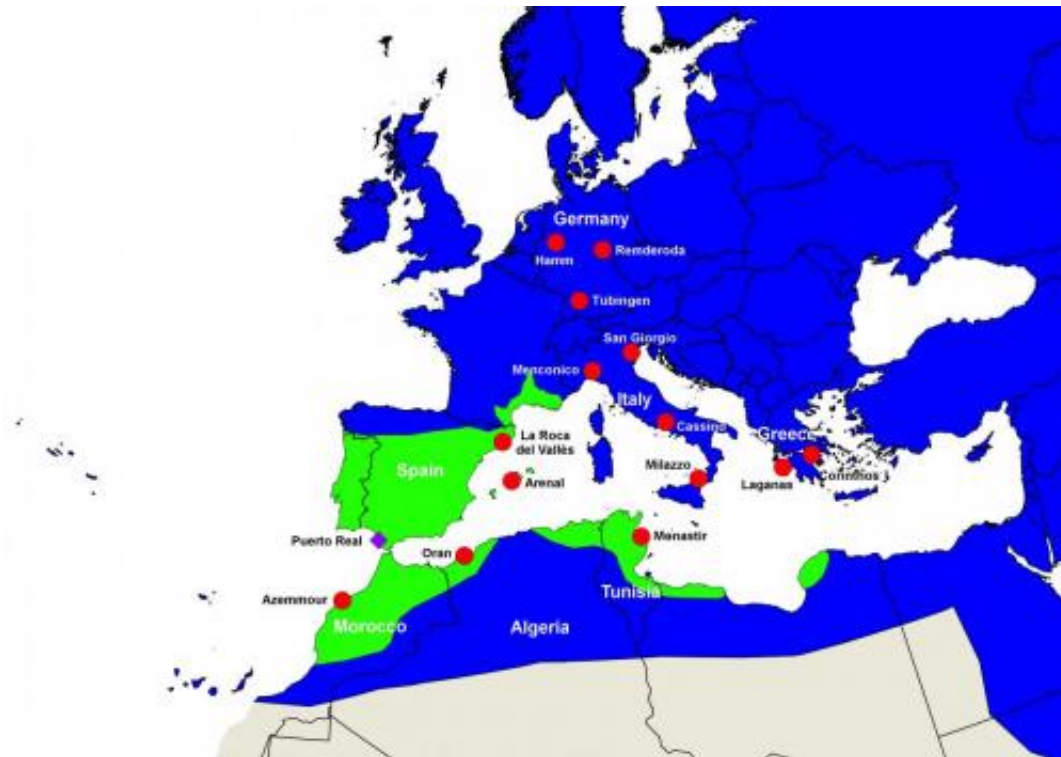 Germany
Hamm
Remderoda
Tubingen
San Giorgio
Menconico
Italy
Cassino
Greece
La Roca
del Vallès
Spain
Arenal
Milazzo
Laganas
Corinthos
Puerto Real
Oran
Menastir
Azemmour
Tunisia
Morocco
Algeria